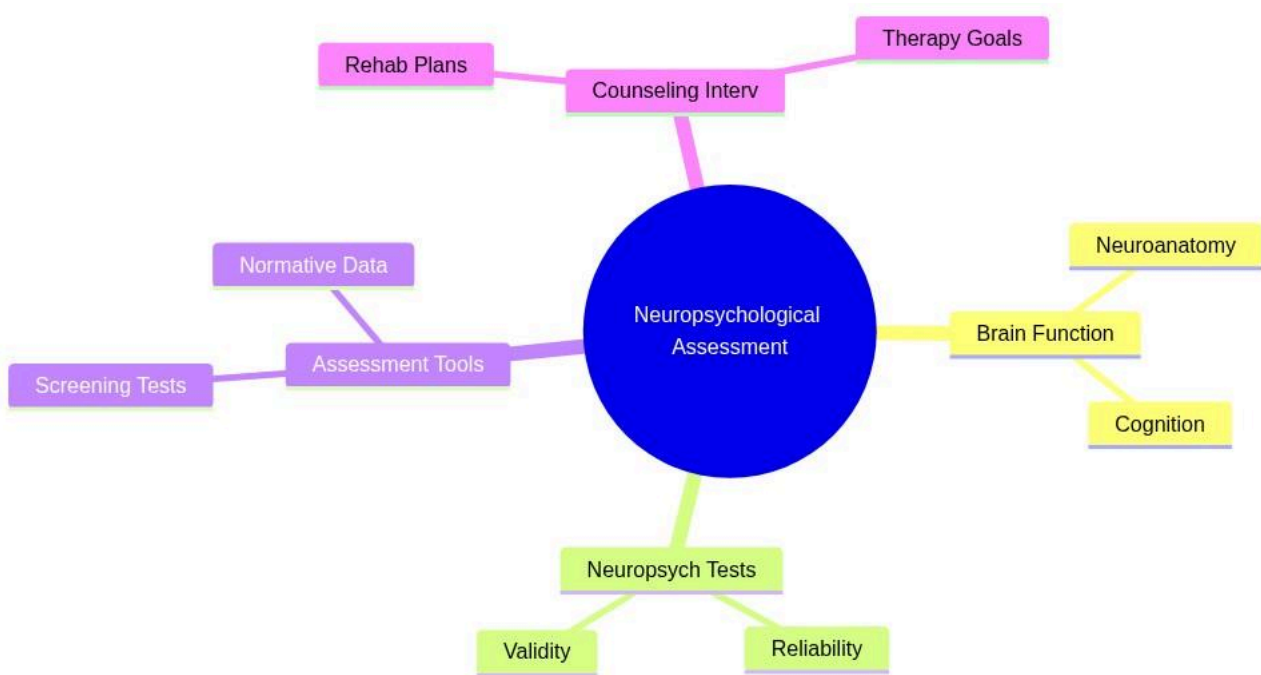 Therapy Goals
Rehab Plans
Counseling Interv
Neuroanatomy
Normative Data
Neuropsychological
Assessment
Brain Function
Assessment Tools
Screening Tests
Cognition
Neuropsych Tests
Validity
Reliability